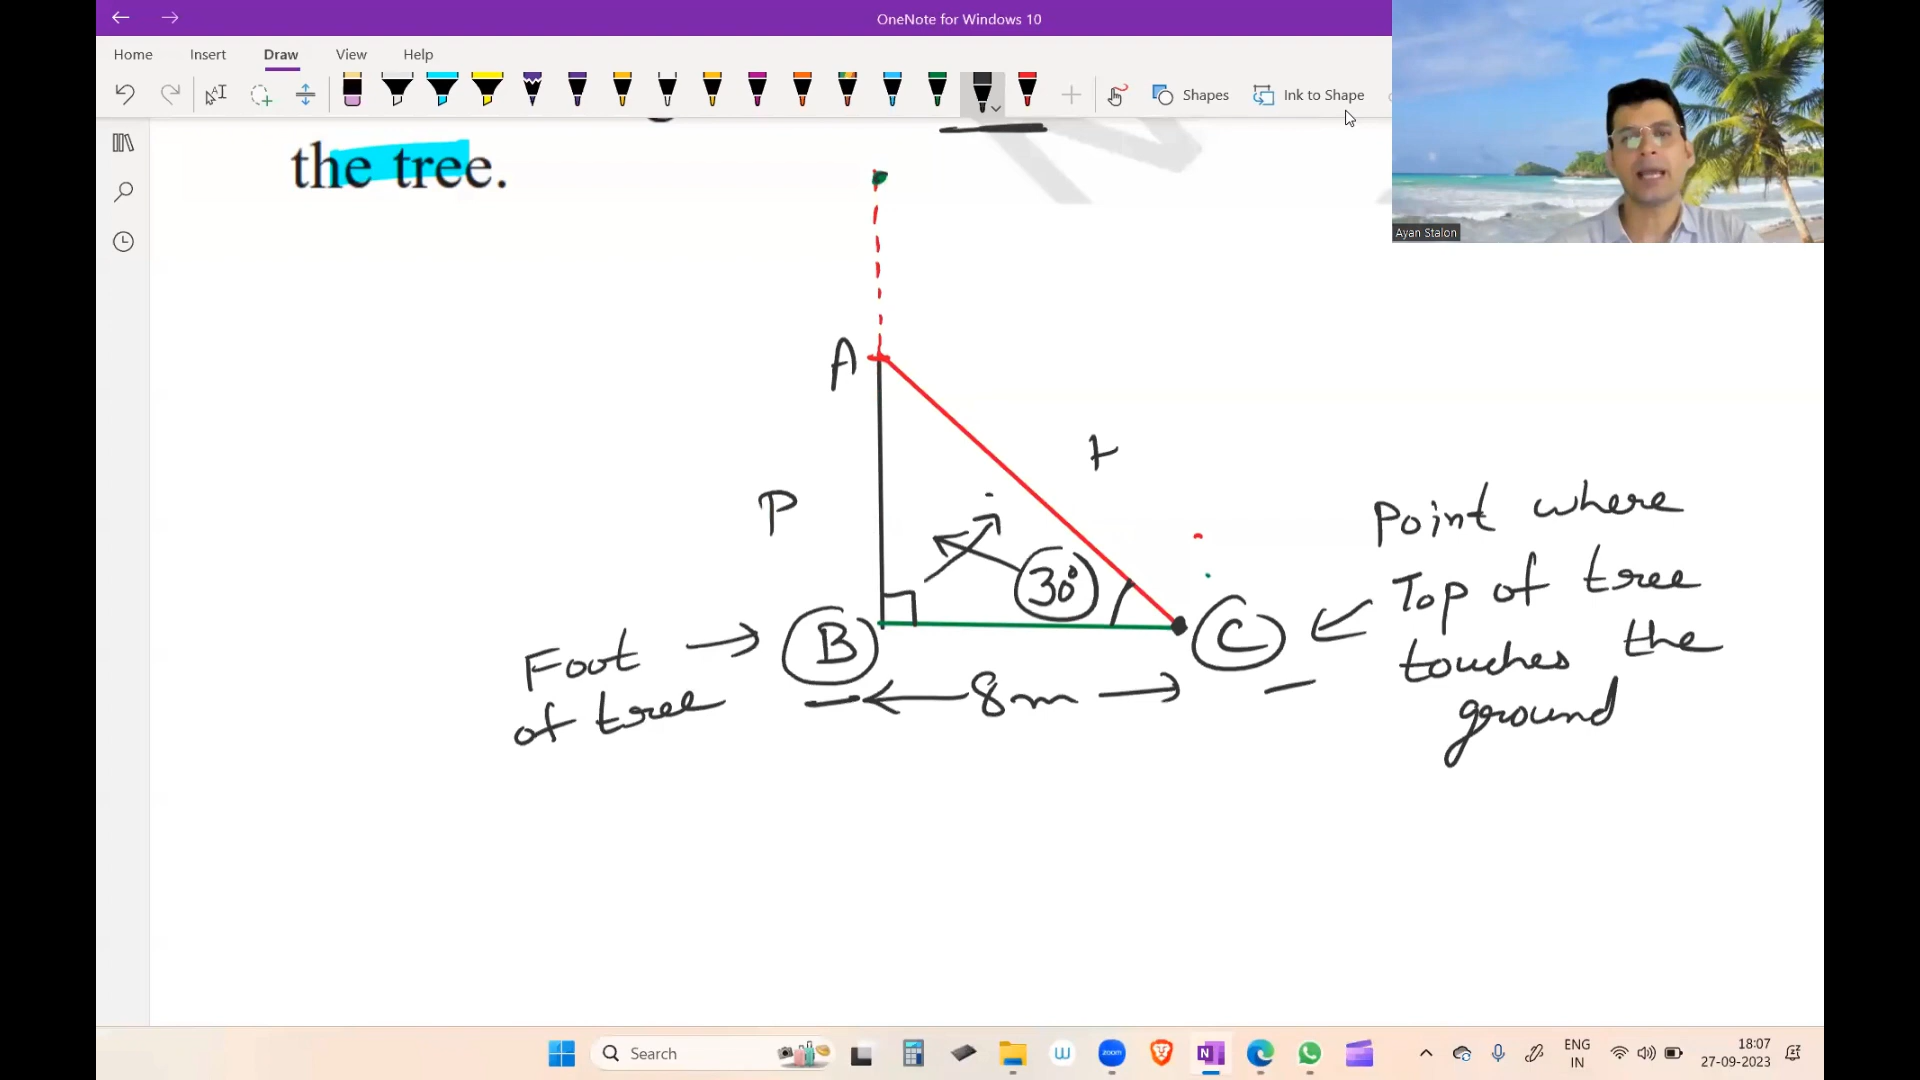 OneNote for Windows 10
Home Insert Draw View Help
Shapes Ink to Shape
the tree.
Ayan Stalon
A
P
30°
B
C
8m
Foot
of tree
Point where
Top of tree
touches the
ground
Search
zoom
ENG
IN
18:07
27-09-2023